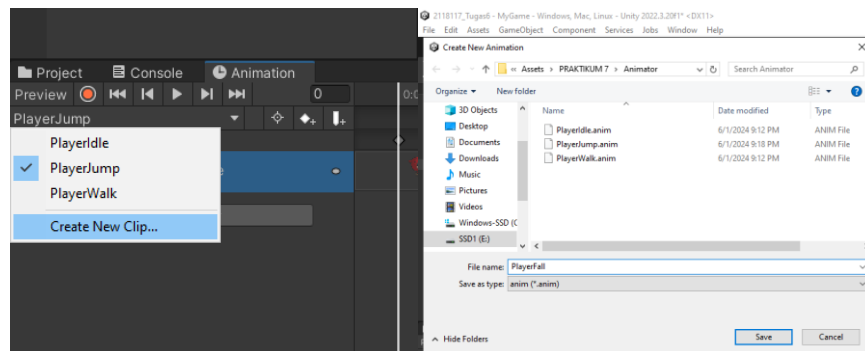 Project Console Animation
Preview 0 0:0
PlayerJump
PlayerIdle
PlayerJump
PlayerWalk
Create New Clip...
2118117_Tugas6 - MyGame - Windows, Mac, Linux - Unity 2022.3.20f1* <DX11>
File Edit Assets GameObject Component Services Jobs Window Help
Create New Animation
« Assets > PRAKTIKUM 7 > Animator Search Animator
Organize New folder
Name Date modified Type
3D Objects
Desktop
Documents
Downloads
Music
Pictures
Videos
Windows-SSD (C
SSD1 (E:)
PlayerIdle.anim 6/1/2024 9:12 PM ANIM File
PlayerJump.anim 6/1/2024 9:18 PM ANIM File
PlayerWalk.anim 6/1/2024 9:12 PM ANIM File
File name: PlayerFall
Save as type: anim (*.anim)
Hide Folders Save Cancel